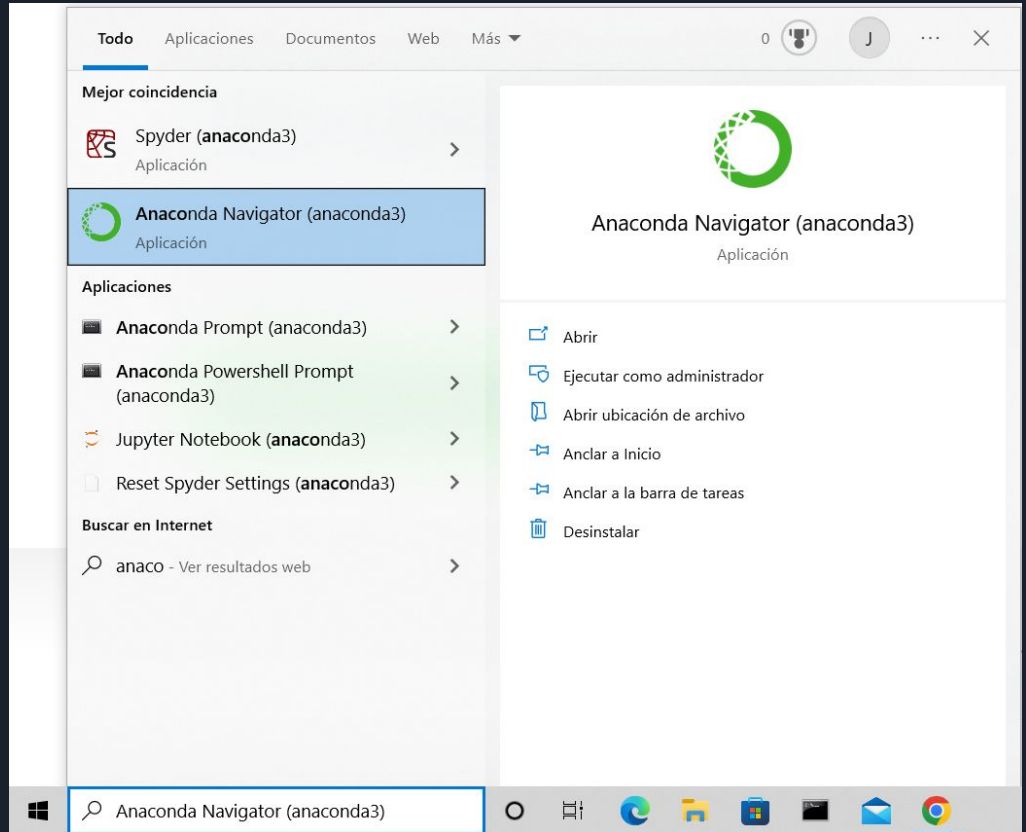 Todo Aplicaciones Documentos Web Más 0 J ...
Mejor coincidencia
Spyder (anaconda3)
Aplicación
Anaconda Navigator (anaconda3)
Aplicación
Aplicaciones
Anaconda Prompt (anaconda3)
Anaconda Powershell Prompt
(anaconda3)
Jupyter Notebook (anaconda3)
Reset Spyder Settings (anaconda3)
Buscar en Internet
anaco - Ver resultados web
Anaconda Navigator (anaconda3)
Aplicación
Abrir
Ejecutar como administrador
Abrir ubicación de archivo
Anclar a Inicio
Anclar a la barra de tareas
Desinstalar
Anaconda Navigator (anaconda3)